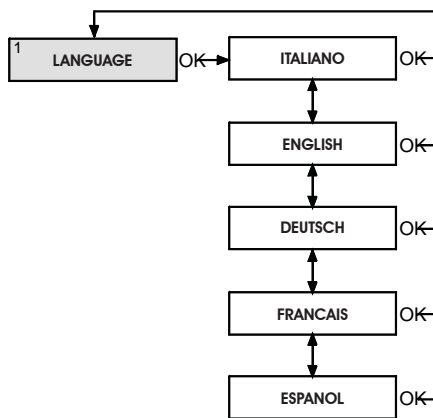 1
LANGUAGE OK ITALIANO OK
ENGLISH OK
DEUTSCH OK
FRANCAIS OK
ESPANOL OK